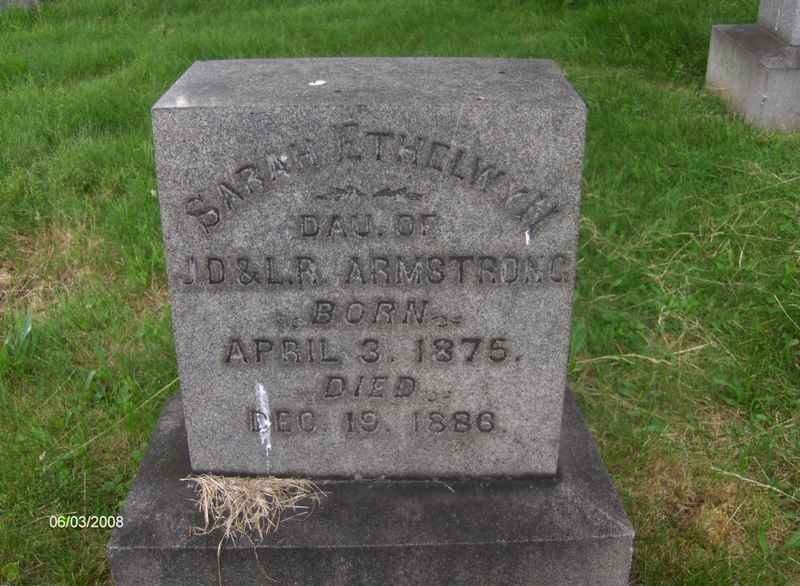 SARAH ETHELWYN
DAU. OF
J.D & L.R. ARMSTRONG
BORN
APRIL 3. 1875.
DIED
DEC. 19. 1886.
06/03/2008